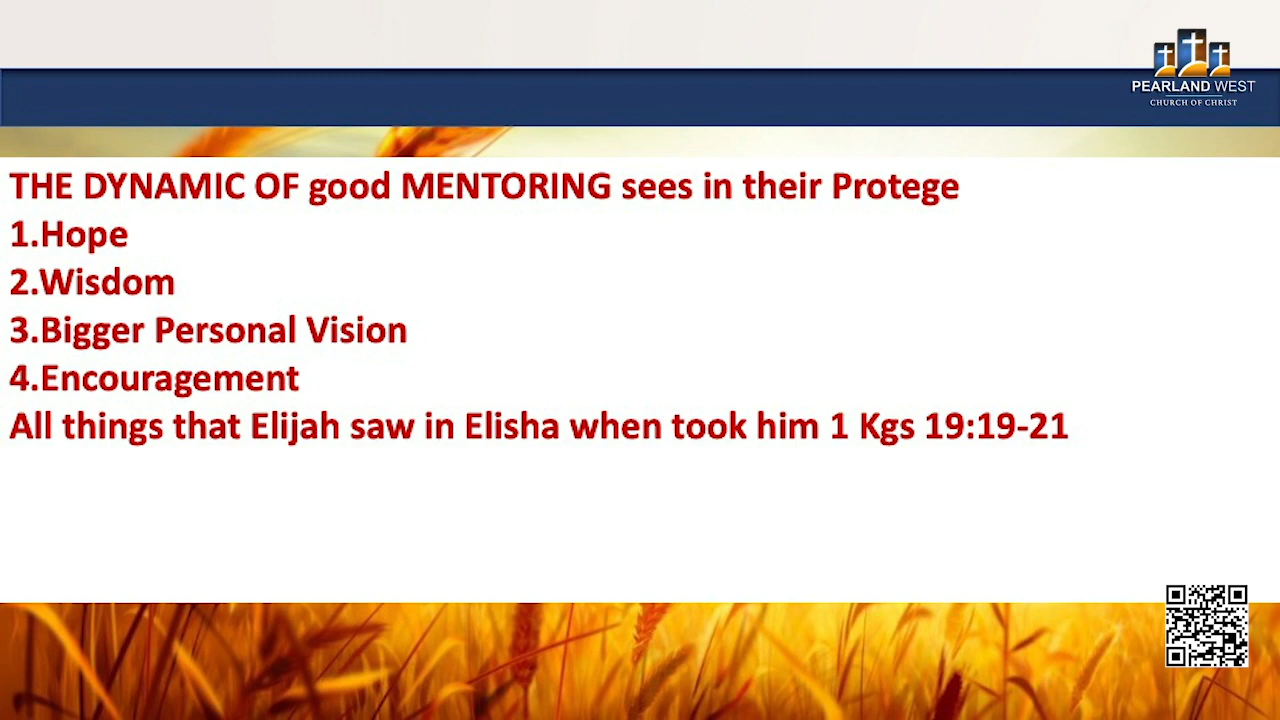 PEARLAND WEST
CHURCH OF CHRIST
THE DYNAMIC OF good MENTORING sees in their Protege
1.Hope
2.Wisdom
3.Bigger Personal Vision
4.Encouragement
All things that Elijah saw in Elisha when took him 1 Kgs 19:19-21